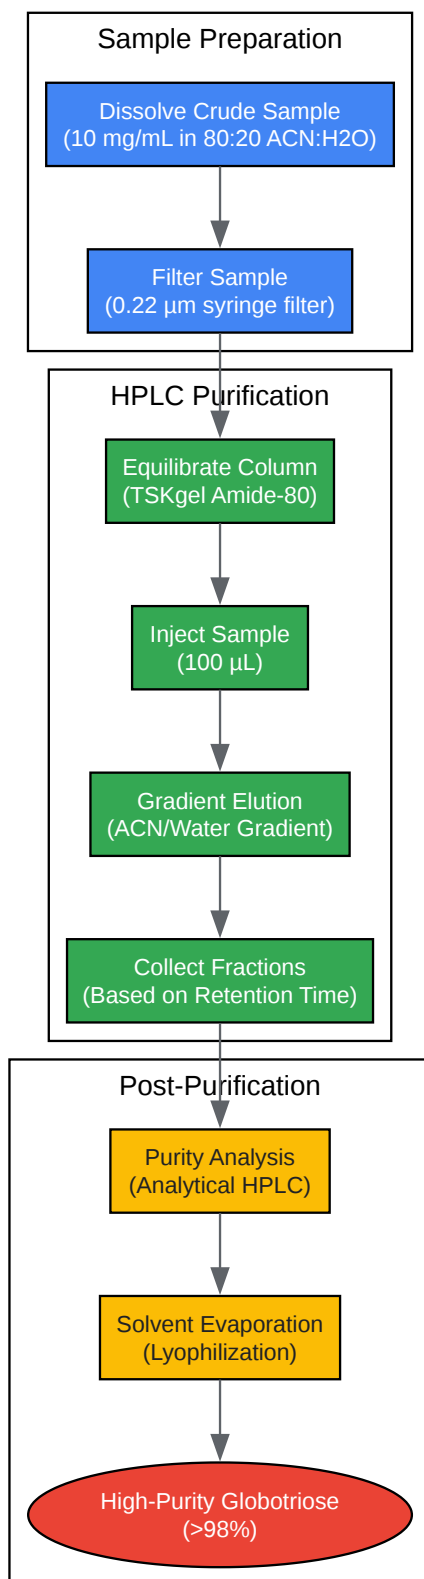 Sample Preparation
Dissolve Crude Sample
(10 mg/mL in 80:20 ACN:H2O)
Filter Sample
(0.22 µm syringe filter)
HPLC Purification
Equilibrate Column
(TSKgel Amide-80)
Inject Sample
(100 µL)
Gradient Elution
(ACN/Water Gradient)
Collect Fractions
(Based on Retention Time)
Post-Purification
Purity Analysis
(Analytical HPLC)
Solvent Evaporation
(Lyophilization)
High-Purity Globotriose
(>98%)